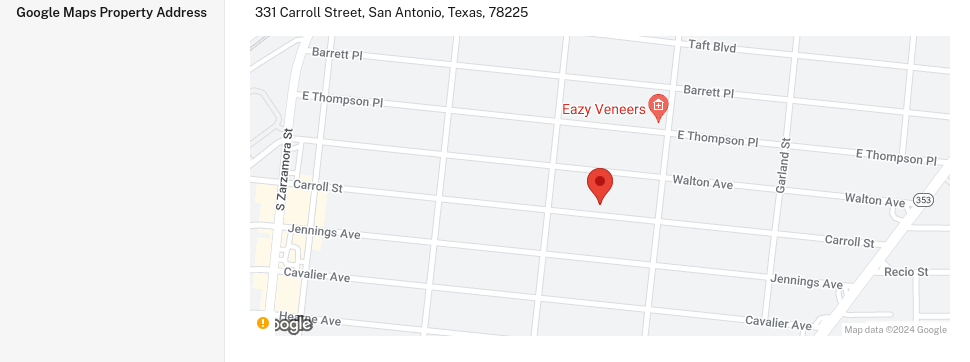 Google Maps Property Address
331 Carroll Street, San Antonio, Texas, 78225
Taft Blvd
Barrett Pl
Barrett Pl
E Thompson Pl
Eazy Veneers
E Thompson Pl
E Thompson Pl
S Zarzamora St
Garland St
Carroll St
Walton Ave
Walton Ave
353
Jennings Ave
Carroll St
Cavalier Ave
Recio St
Jennings Ave
Hearne Ave
Cavalier Ave
Google
Map data ©2024 Google